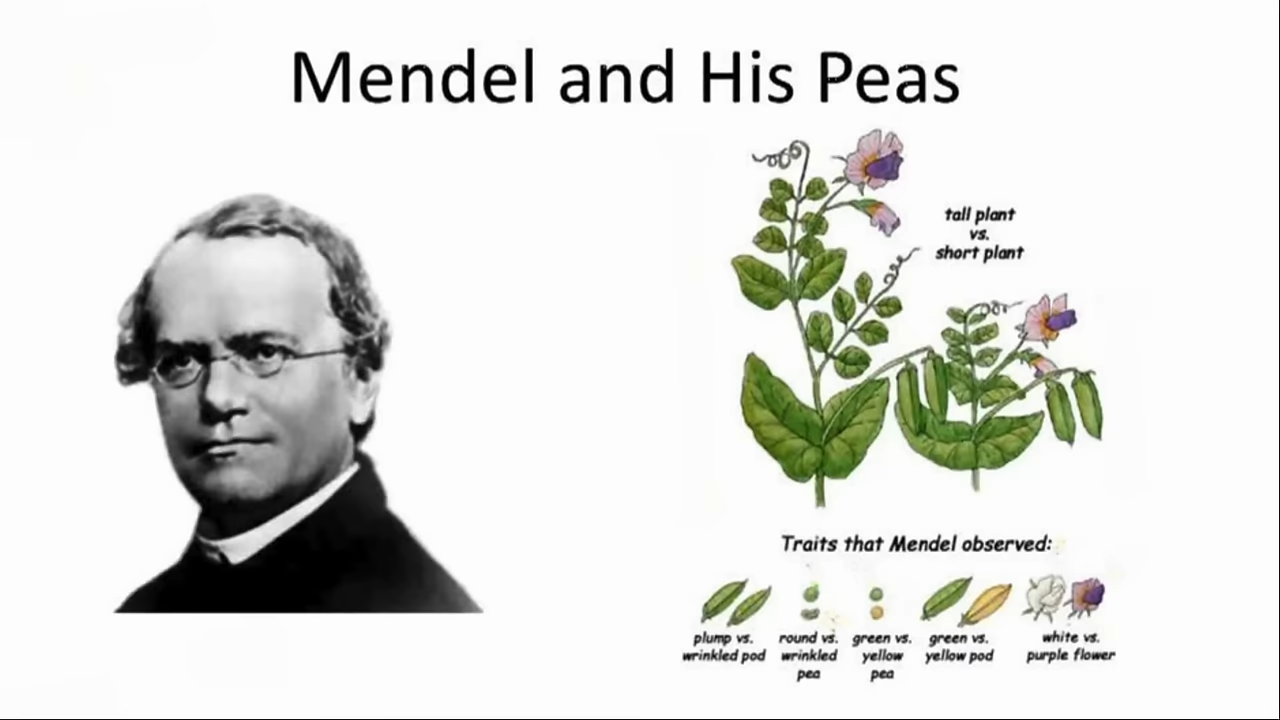 Mendel and His Peas
tall plant
vs.
short plant
Traits that Mendel observed:
plump vs.
wrinkled pod
round vs.
wrinkled
pea
green vs.
yellow
pea
green vs.
yellow pod
white vs.
purple flower